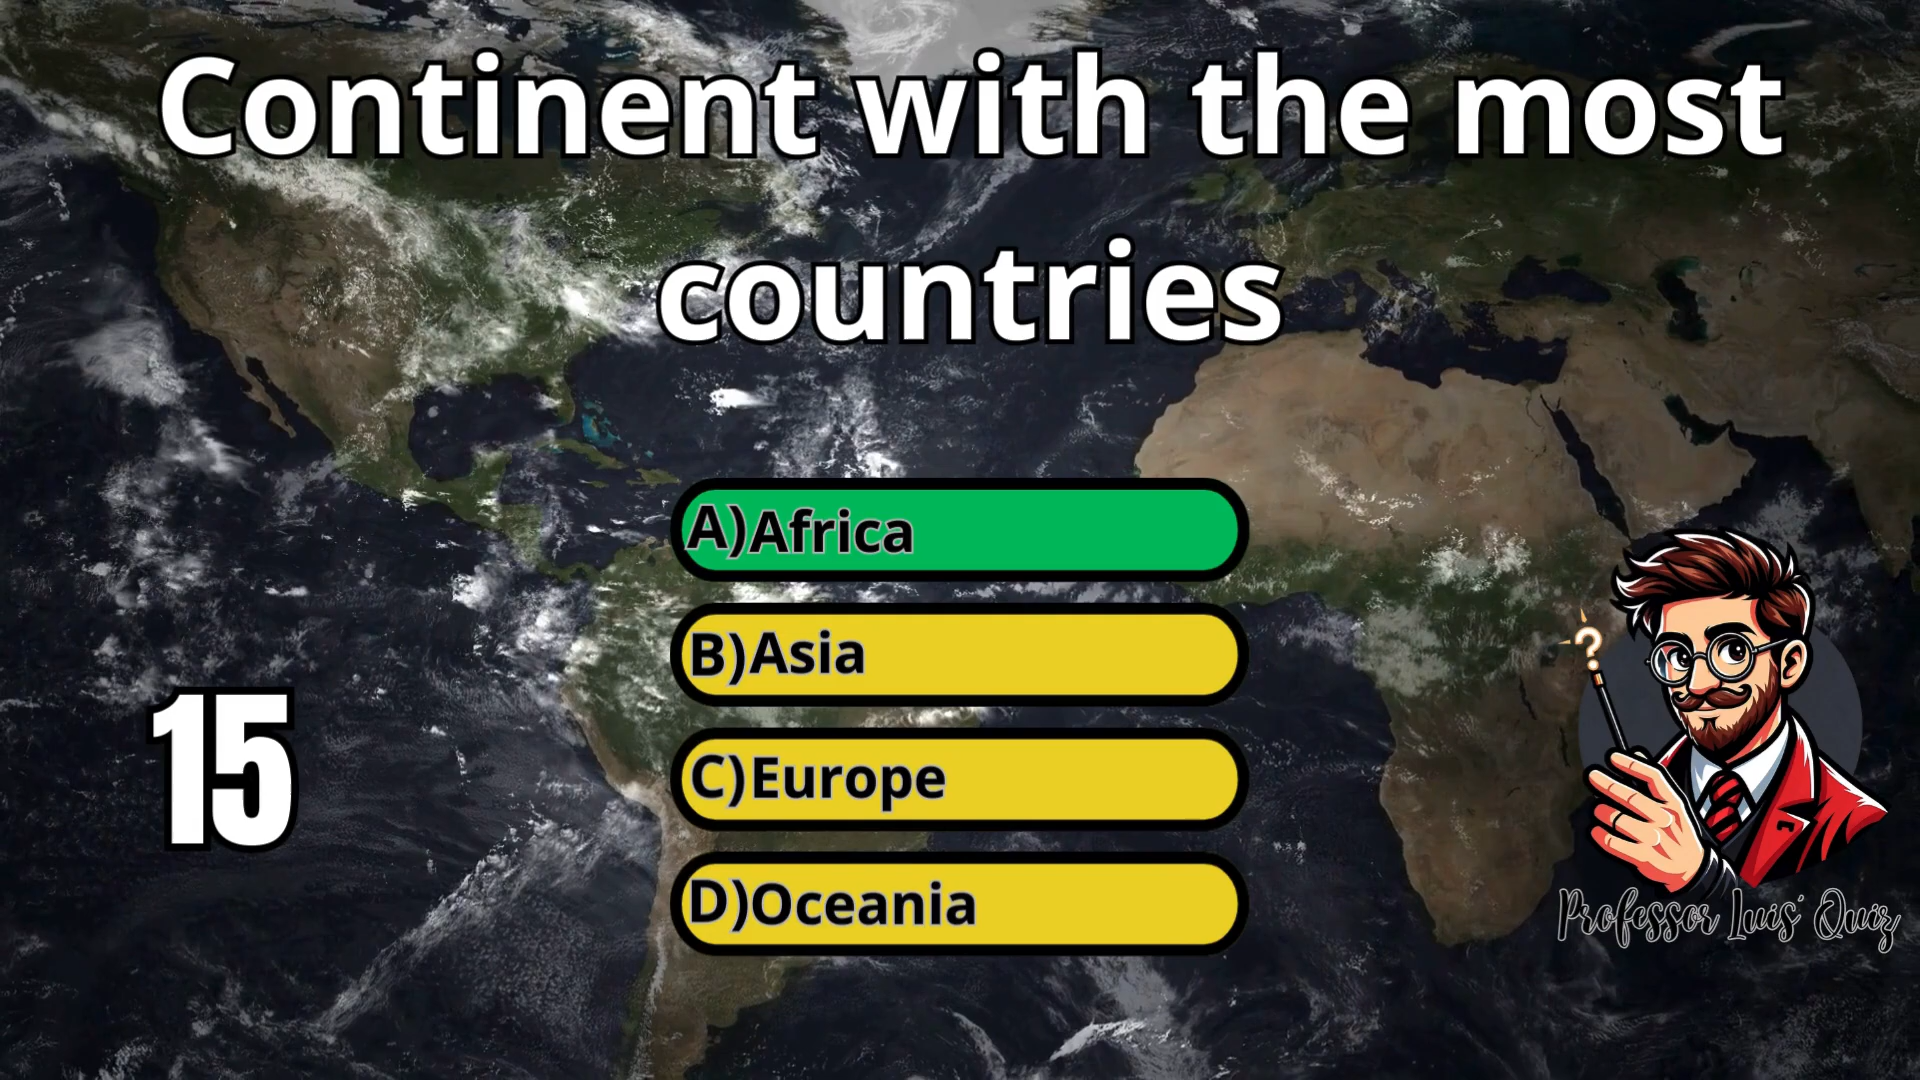 Continent with the most
countries
A)Africa
B)Asia
C)Europe
D)Oceania
15
?
Professor Luis' Quiz